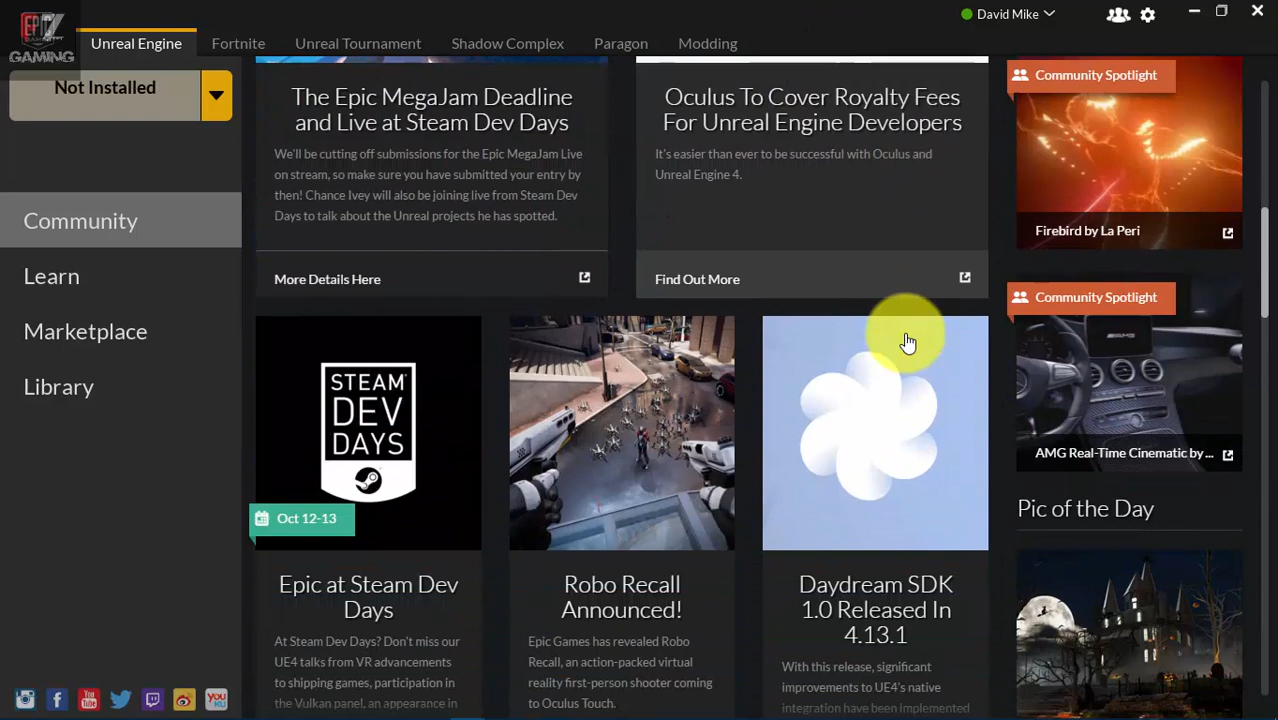 EPIC GAMING
David Mike
Unreal Engine
Fortnite
Unreal Tournament
Shadow Complex
Paragon
Modding
Not Installed
Community
Learn
Marketplace
Library
The Epic MegaJam Deadline
and Live at Steam Dev Days
We'll be cutting off submissions for the Epic MegaJam Live
on stream, so make sure you have submitted your entry by
then! Chance Ivey will also be joining live from Steam Dev
Days to talk about the Unreal projects he has spotted.
More Details Here
Oculus To Cover Royalty Fees
For Unreal Engine Developers
It's easier than ever to be successful with Oculus and
Unreal Engine 4.
Find Out More
Community Spotlight
Firebird by La Peri
Community Spotlight
AMG
AMG Real-Time Cinematic by ...
Pic of the Day
STEAM
DEV
DAYS
Oct 12-13
Epic at Steam Dev
Days
At Steam Dev Days? Don't miss our
UE4 talks from VR advancements
to shipping games, participation in
the Vulkan panel, an appearance in
Robo Recall
Announced!
Epic Games has revealed Robo
Recall, an action-packed virtual
reality first-person shooter coming
to Oculus Touch.
Daydream SDK
1.0 Released In
4.13.1
With this release, significant
improvements to UE4's native
integration have been implemented
You Tube
YOU
KU